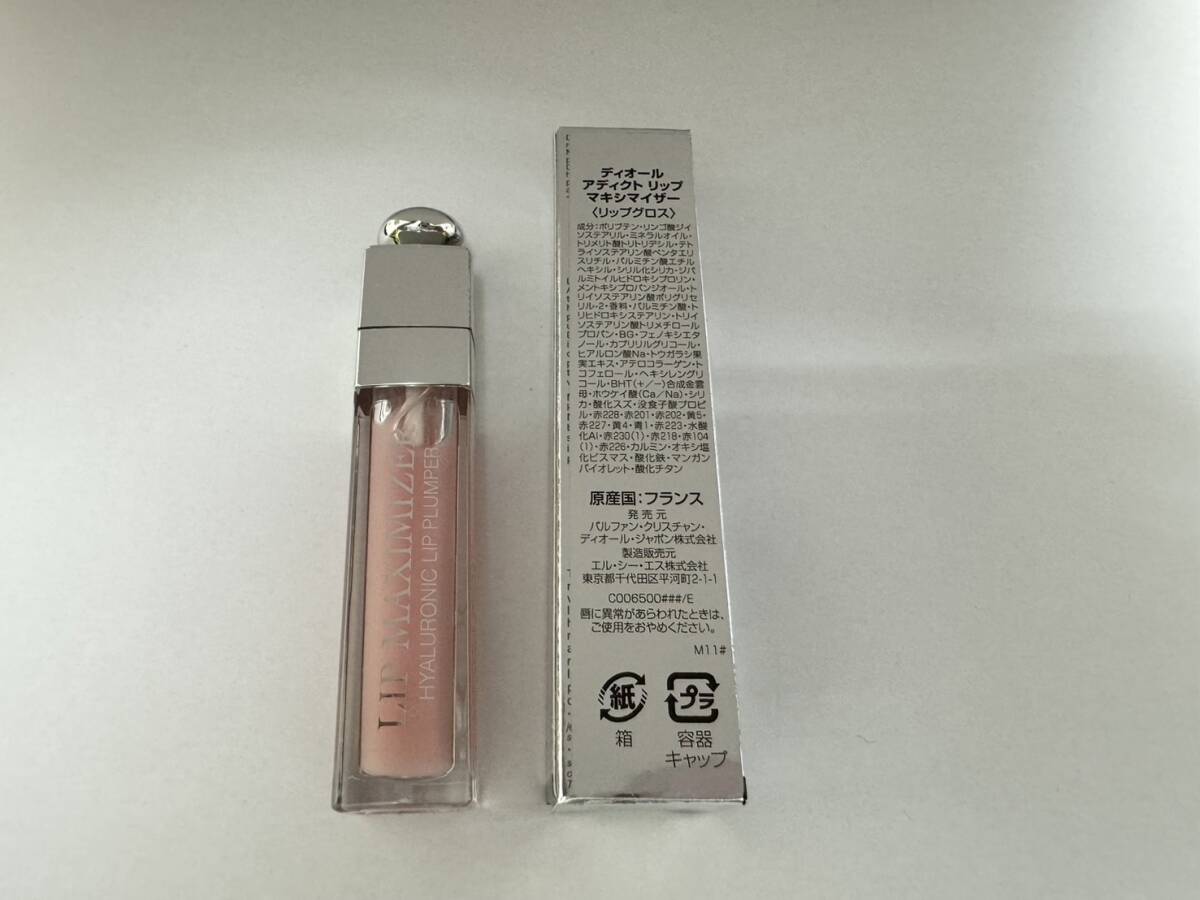 LIP MAXIMIZER
HYALURONIC LIP PLUMPER
ディオール
アディクト リップ
マキシマイザー
〈リップグロス〉
成分:ポリブテン・リンゴ酸ジイ
ソステアリル・ミネラルオイル・
トリメリト酸トリトリデシル・テト
ライソステアリン酸ペンタエリ
スリチル・パルミチン酸エチル
ヘキシル・シリル化シリカ・ジパ
ルミトイルヒドロキシプロリン・
メントキシプロパンジオール・ト
リイソステアリン酸ポリグリセ
リル-2・香料・パルミチン酸・ト
リヒドロキシステアリン・トリイ
ソステアリン酸トリメチロール
プロパン・BG・フェノキシエタ
ノール・カプリリルグリコール・
ヒアルロン酸Na・トウガラシ果
実エキス・アテロコラーゲン・ト
コフェロール・ヘキシレングリ
コール・BHT(+/−)合成金雲
母・ホウケイ酸(Ca/Na)・シリ
カ・酸化スズ・没食子酸プロピ
ル・赤228・赤201・赤202・黄5・
赤227・黄4・青1・赤223・水酸
化Al・赤230(1)・赤218・赤104
(1)・赤226・カルミン・オキシ塩
化ビスマス・酸化鉄・マンガン
バイオレット・酸化チタン
原産国:フランス
発売元
パルファン・クリスチャン・
ディオール・ジャポン株式会社
製造販売元
エル・シー・エス株式会社
東京都千代田区平河町2-1-1
C006500###/E
唇に異常があらわれたときは、
ご使用をおやめください。
M11#
紙 プラ
箱 容器
キャップ